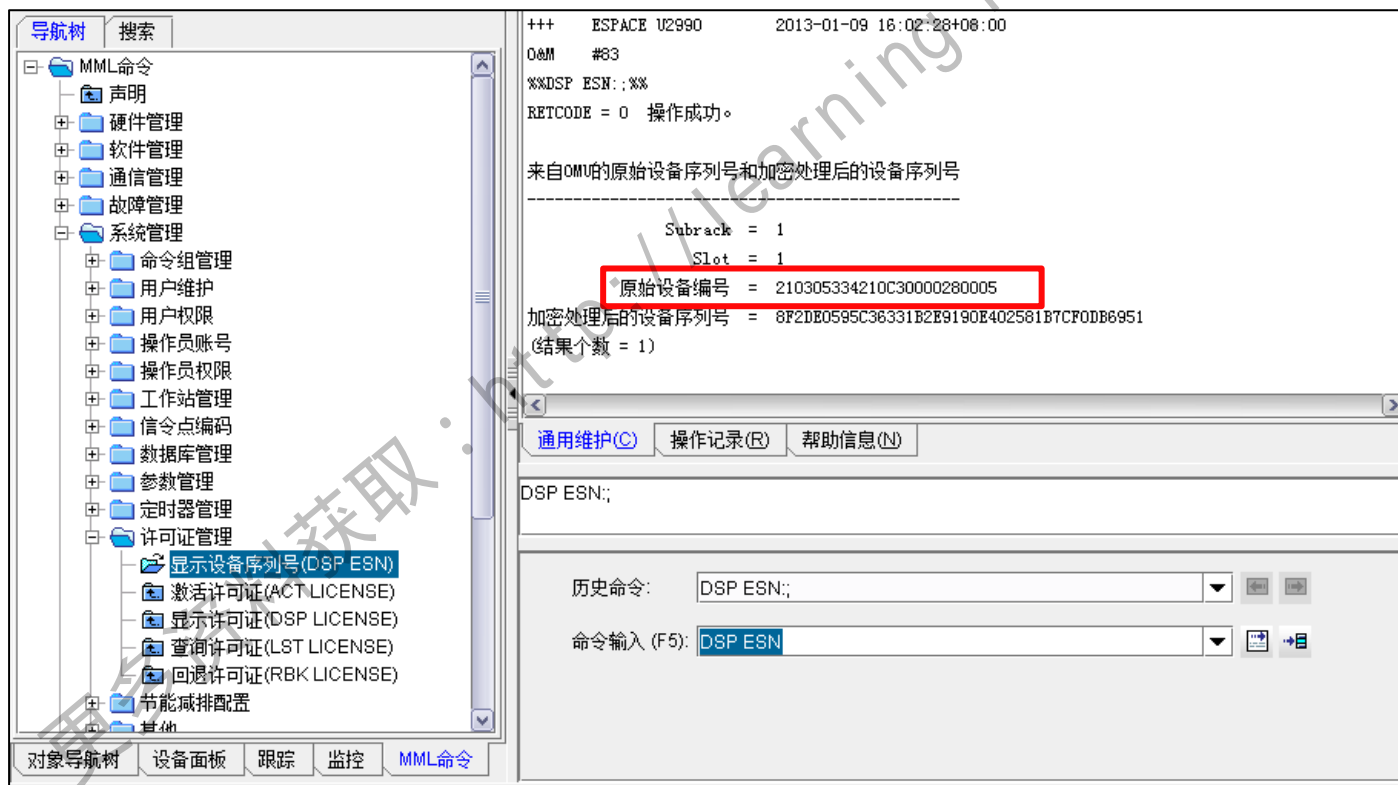 导航树 搜索
MML命令
声明
硬件管理
软件管理
通信管理
故障管理
系统管理
命令组管理
用户维护
用户权限
操作员账号
操作员权限
工作站管理
信令点编码
数据库管理
参数管理
定时器管理
许可证管理
显示设备序列号(DSP ESN)
激活许可证(ACT LICENSE)
显示许可证(DSP LICENSE)
查询许可证(LST LICENSE)
回退许可证(RBK LICENSE)
节能减排配置
其他
对象导航树 设备面板 跟踪 监控 MML命令
+++ ESPACE U2990 2013-01-09 16:02:28+08:00
O&M #83
%%DSP ESN:;%%
RETCODE = 0 操作成功。
来自OMU的原始设备序列号和加密处理后的设备序列号
------------------------------------------------
Subrack = 1
Slot = 1
原始设备编号 = 210305334210C30000280005
加密处理后的设备序列号 = 8F2DE0595C36331B2E9190E402581B7CF0DB6951
(结果个数 = 1)
通用维护(C) 操作记录(R) 帮助信息(N)
DSP ESN:;
历史命令: DSP ESN:;
命令输入 (F5): DSP ESN
更多资料获取：http://learning